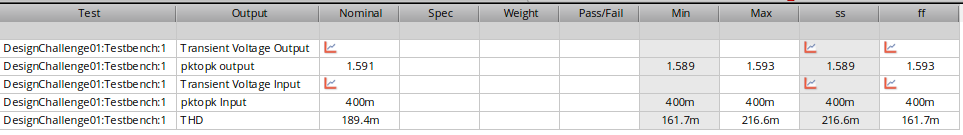 Test Output Nominal Spec Weight Pass/Fail Min Max ss ff
DesignChallenge01:Testbench:1 Transient Voltage Output
DesignChallenge01:Testbench:1 pktopk output 1.591 1.589 1.593 1.589 1.593
DesignChallenge01:Testbench:1 Transient Voltage Input
DesignChallenge01:Testbench:1 pktopk Input 400m 400m 400m 400m 400m
DesignChallenge01:Testbench:1 THD 189.4m 161.7m 216.6m 216.6m 161.7m